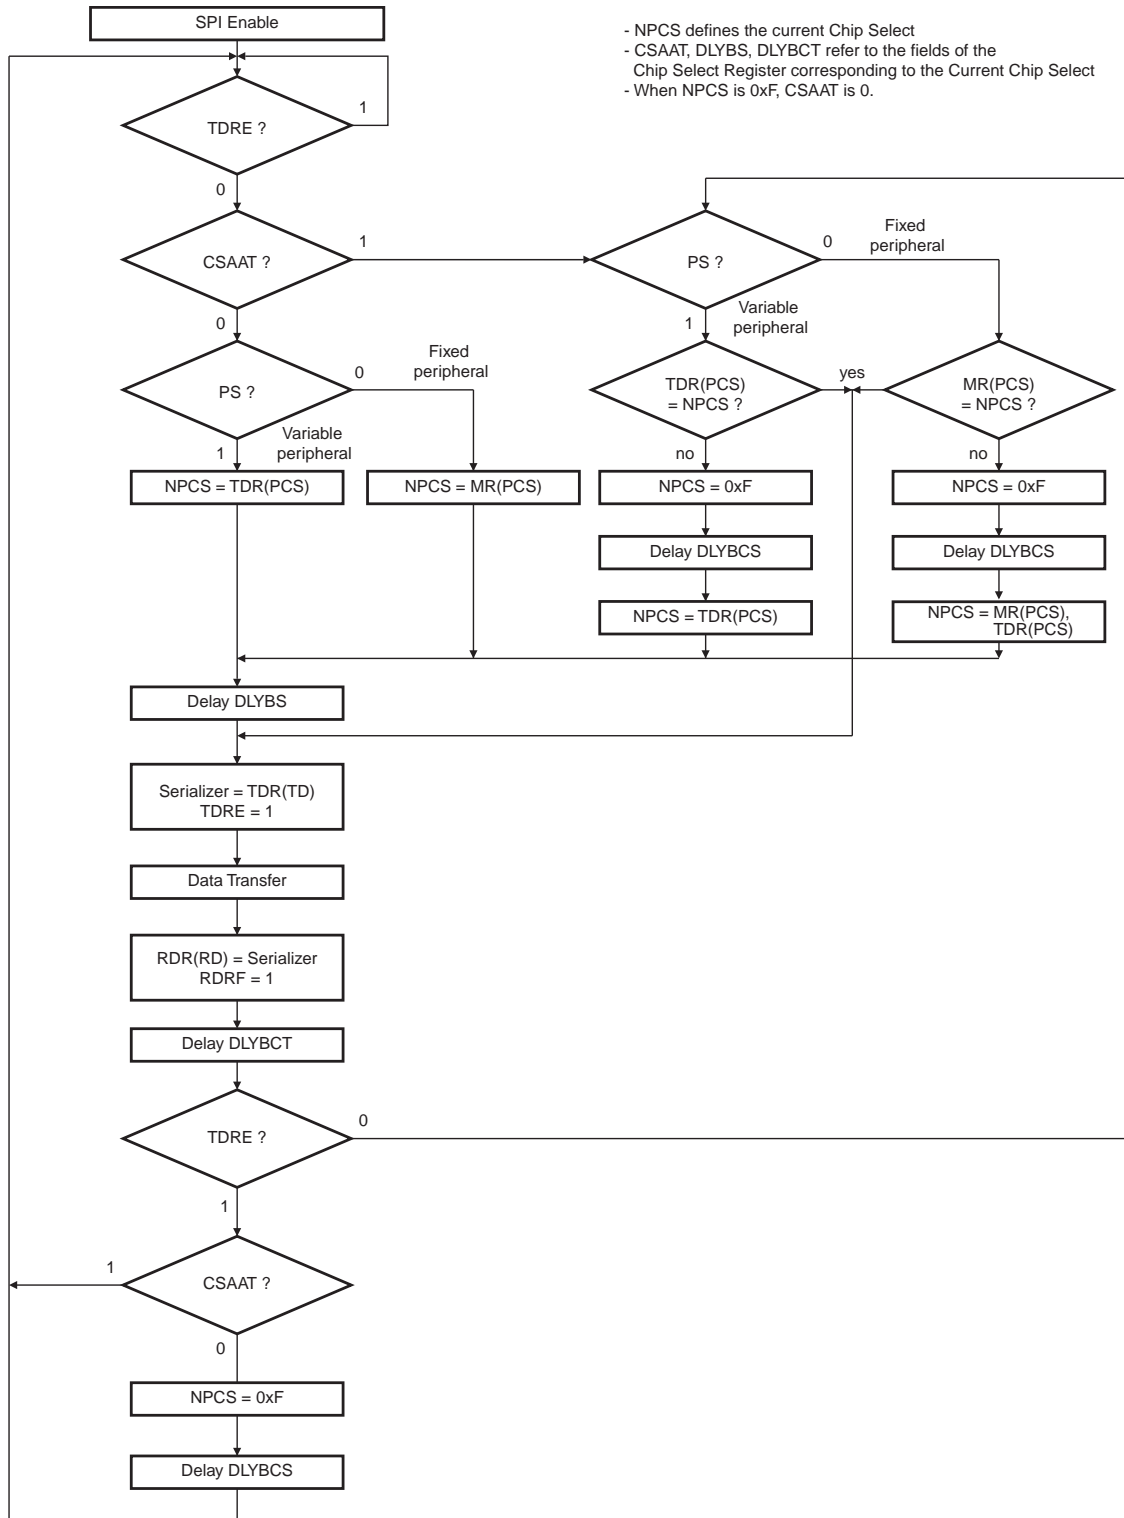 SPI Enable
- NPCS defines the current Chip Select
- CSAAT, DLYBS, DLYBCT refer to the fields of the
Chip Select Register corresponding to the Current Chip Select
- When NPCS is 0xF, CSAAT is 0.
TDRE ?
1
0
CSAAT ?
1
0
PS ?
0
Fixed
peripheral
1
Variable
peripheral
NPCS = TDR(PCS)
NPCS = MR(PCS)
PS ?
0
Fixed
peripheral
1
Variable
peripheral
TDR(PCS)
= NPCS ?
yes
MR(PCS)
= NPCS ?
no
no
NPCS = 0xF
NPCS = 0xF
Delay DLYBCS
Delay DLYBCS
NPCS = TDR(PCS)
NPCS = MR(PCS),
TDR(PCS)
Delay DLYBS
Serializer = TDR(TD)
TDRE = 1
Data Transfer
RDR(RD) = Serializer
RDRF = 1
Delay DLYBCT
TDRE ?
0
1
CSAAT ?
1
0
NPCS = 0xF
Delay DLYBCS